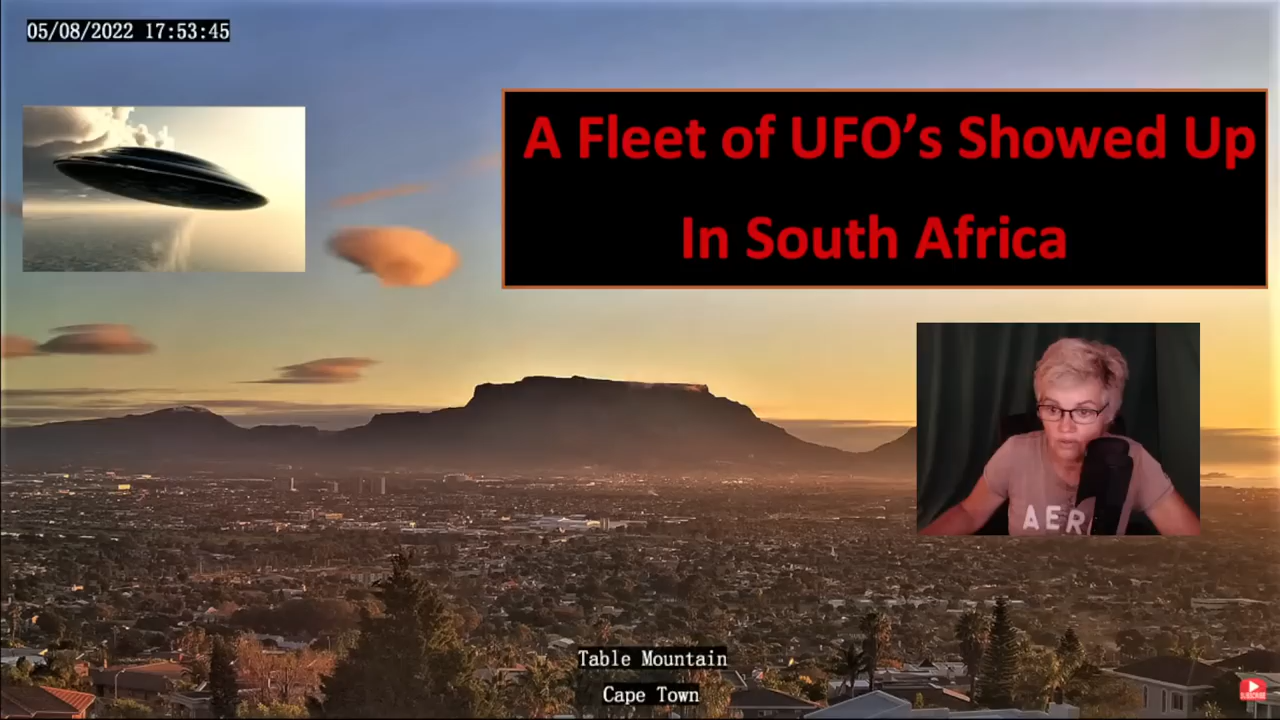 05/08/2022 17:53:45
A Fleet of UFO’s Showed Up
In South Africa
AER
Table Mountain
Cape Town
SUBSCRIBE